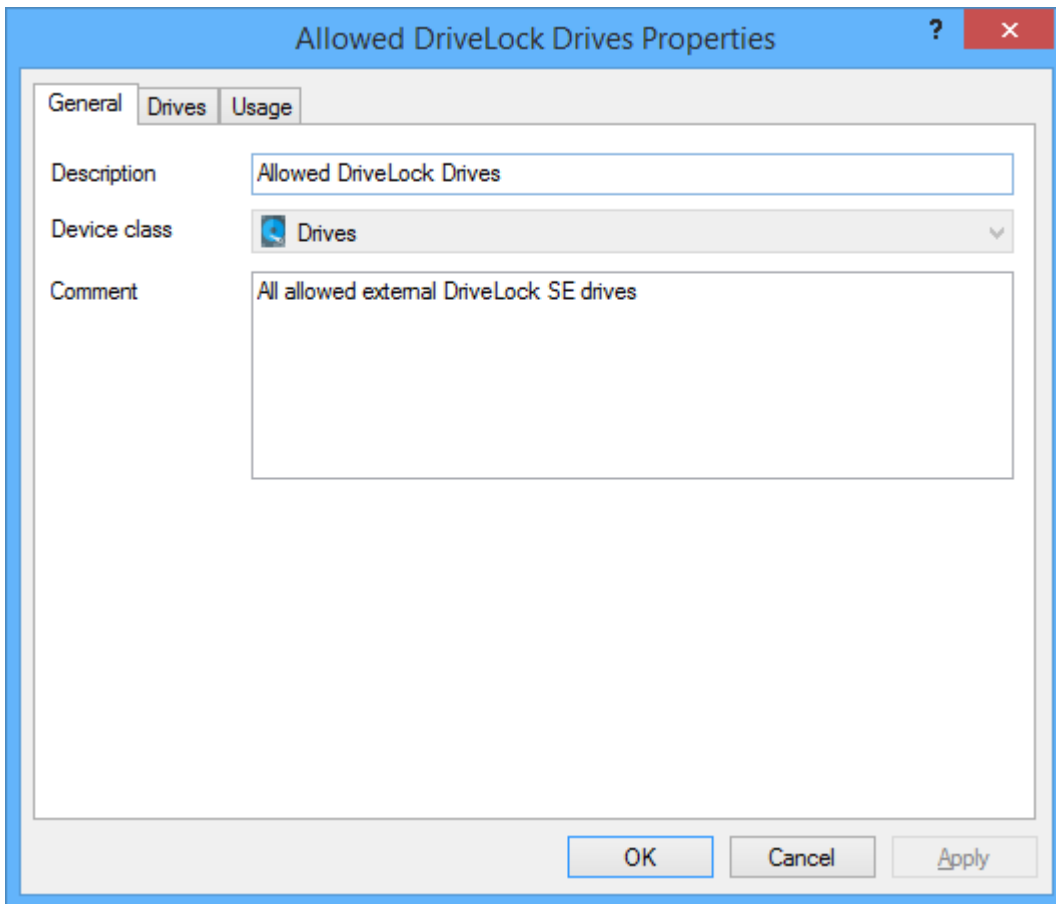 Allowed DriveLock Drives Properties
?
General Drives Usage
Description Allowed DriveLock Drives
Device class Drives
Comment All allowed external DriveLock SE drives
OK Cancel Apply